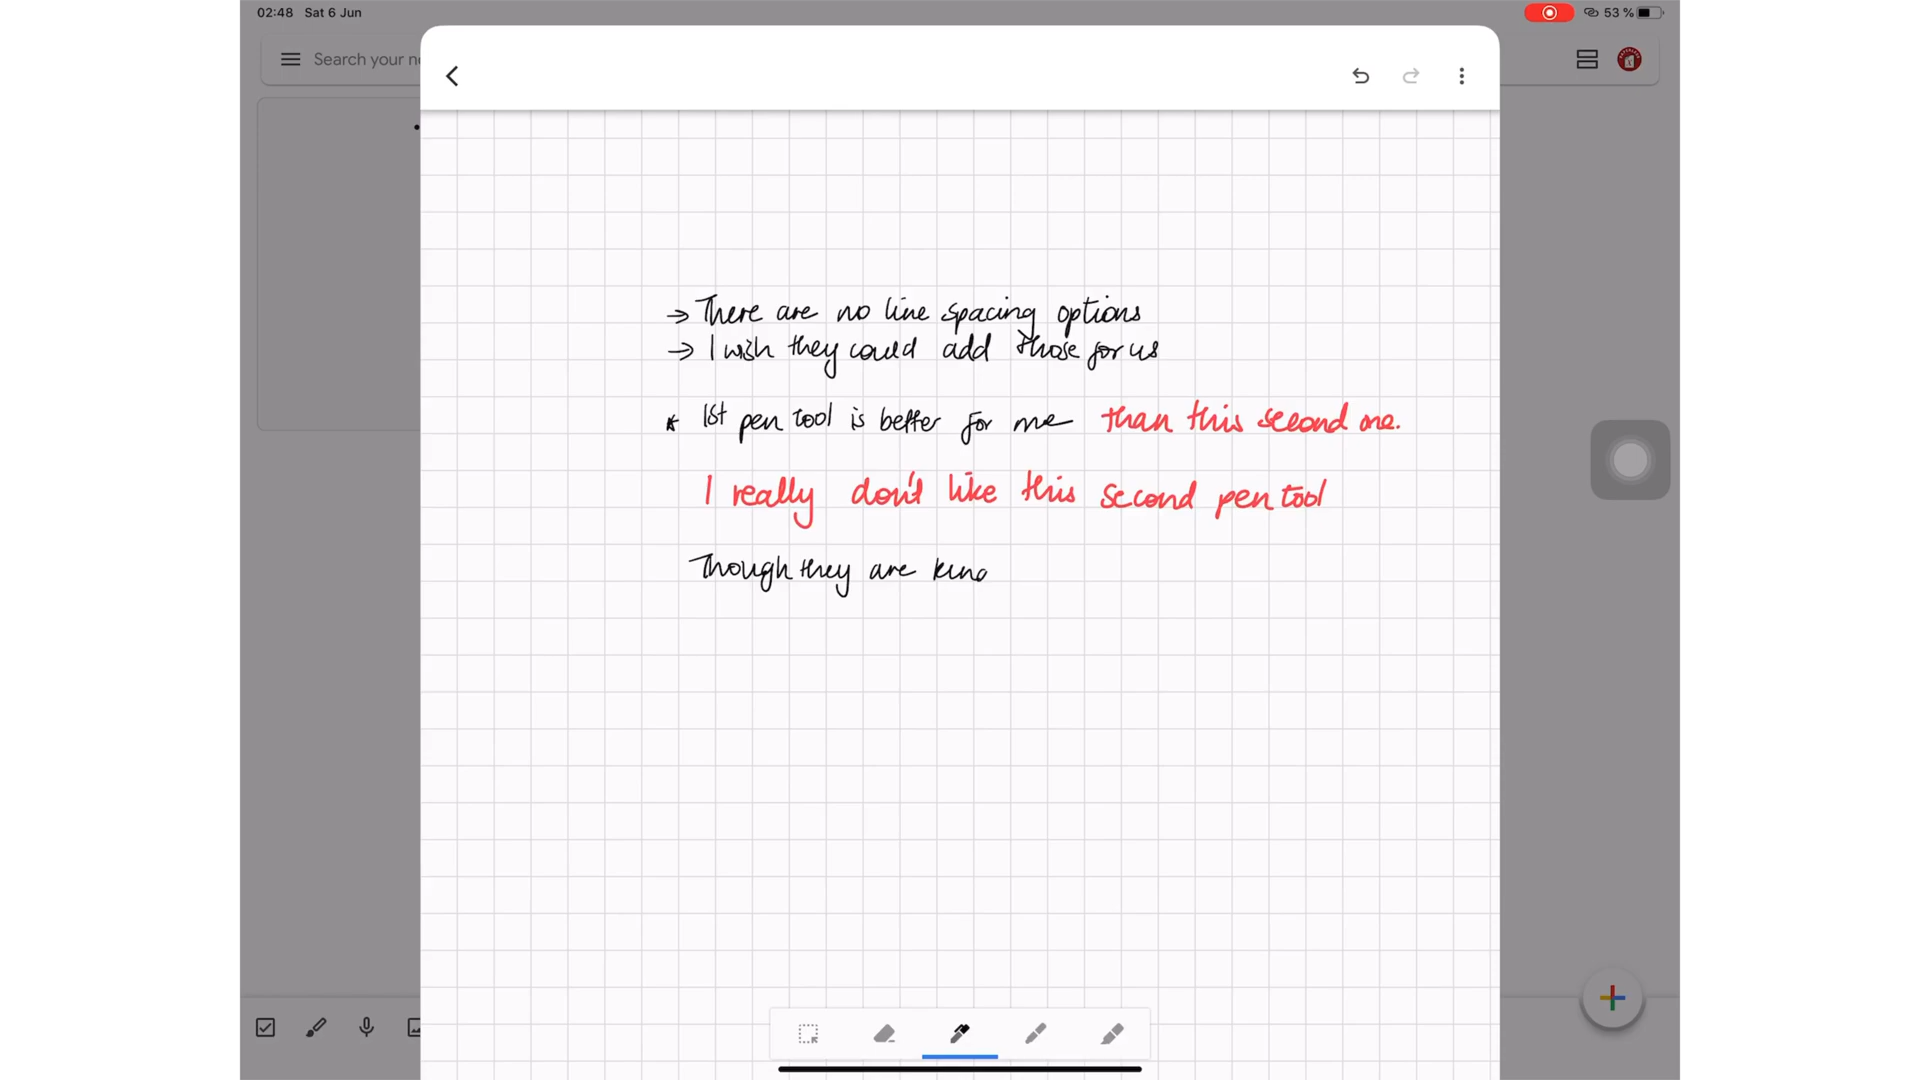 02:48 Sat 6 Jun
53 %
Search your n
→ There are no line spacing options
→ I wish they could add those for us
* 1st pen tool is better for me than this second one.
I really don't like this second pen tool
Though they are kind